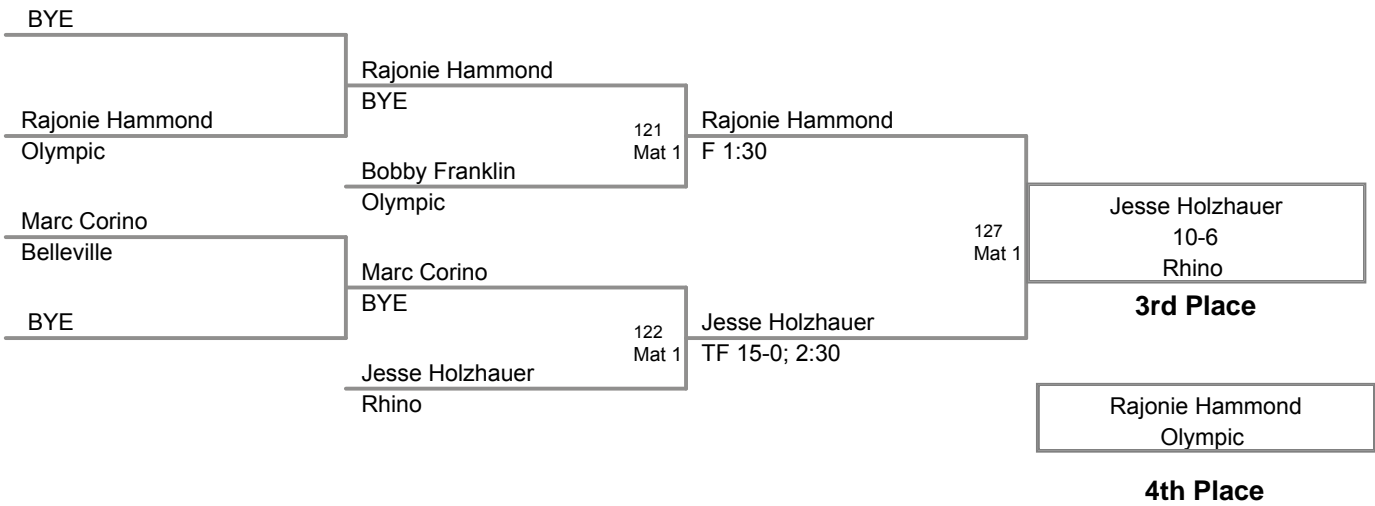 BYE
Rajonie Hammond
Olympic
Marc Corino
Belleville
BYE
Rajonie Hammond
BYE
Bobby Franklin
Olympic
Marc Corino
BYE
Jesse Holzhauer
Rhino
121
Mat 1
122
Mat 1
Rajonie Hammond
F 1:30
Jesse Holzhauer
TF 15-0; 2:30
127
Mat 1
Jesse Holzhauer
10-6
Rhino
3rd Place
Rajonie Hammond
Olympic
4th Place